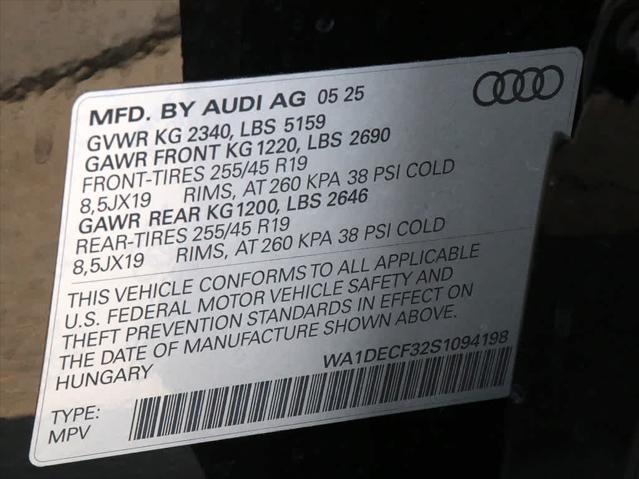 MFD. BY AUDI AG 05 25
GVWR KG 2340, LBS 5159
GAWR FRONT KG 1220, LBS 2690
FRONT-TIRES 255/45 R19
8,5JX19 RIMS, AT 260 KPA 38 PSI COLD
GAWR REAR KG1200, LBS 2646
REAR-TIRES 255/45 R19
8,5JX19 RIMS, AT 260 KPA 38 PSI COLD
THIS VEHICLE CONFORMS TO ALL APPLICABLE
U.S. FEDERAL MOTOR VEHICLE SAFETY AND
THEFT PREVENTION STANDARDS IN EFFECT ON
THE DATE OF MANUFACTURE SHOWN ABOVE.
HUNGARY WA1DECF32S1094198
TYPE:
MPV